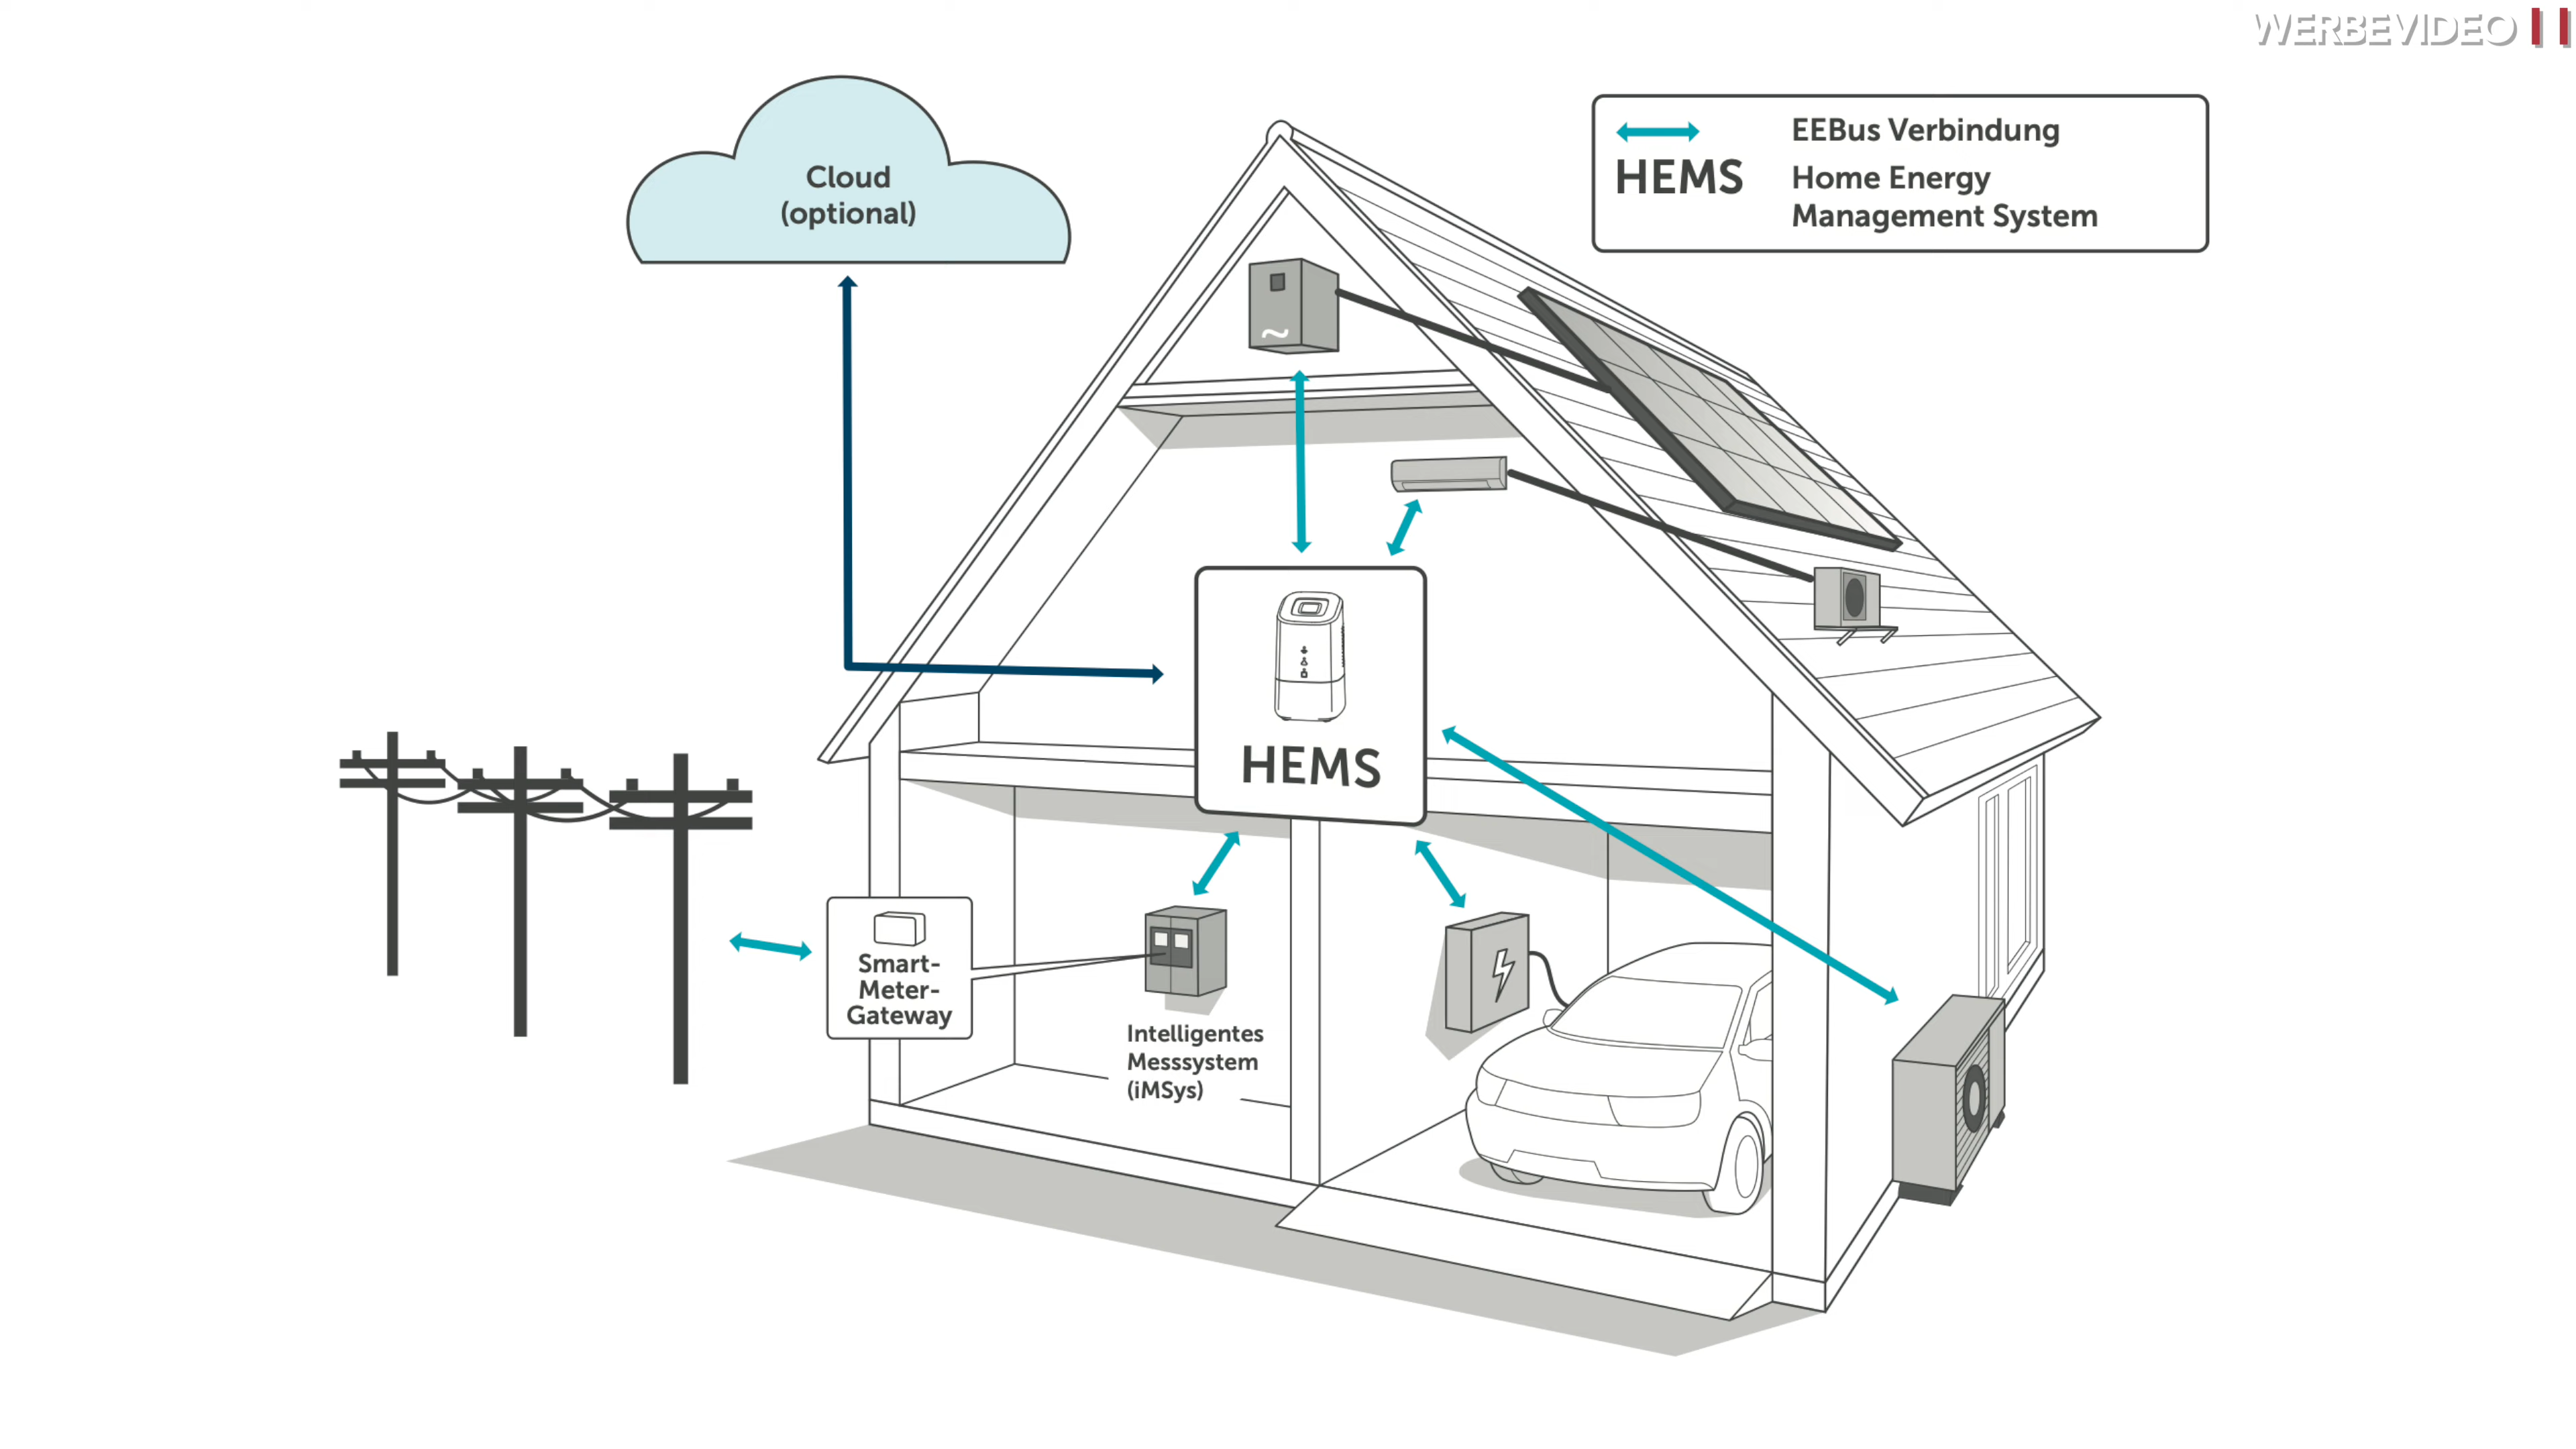 WERBEVIDEO
Cloud
(optional)
EEBus Verbindung
HEMS
Home Energy
Management System
HEMS
Smart-
Meter-
Gateway
Intelligentes
Messsystem
(iMSys)